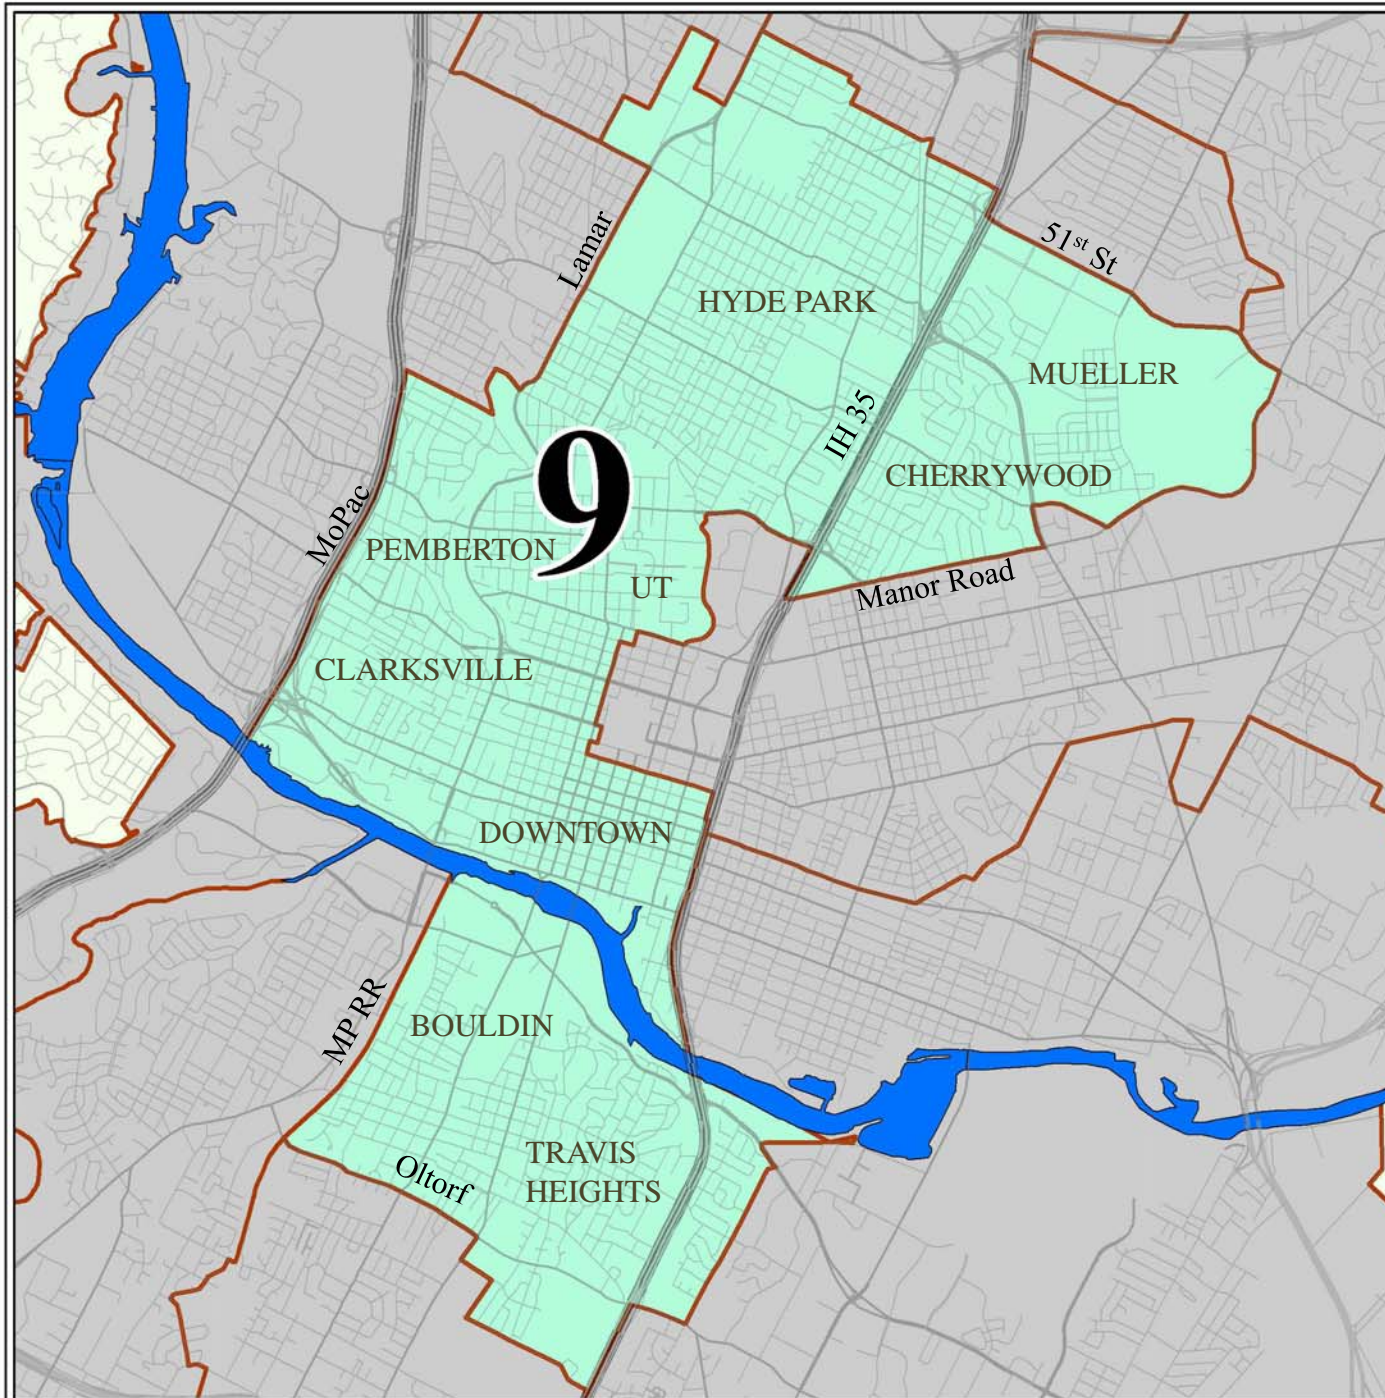 Lamar
51st St
HYDE PARK
MUELLER
IH 35
CHERRYWOOD
9
MoPac
PEMBERTON
UT
Manor Road
CLARKSVILLE
DOWNTOWN
MP RR
BOULDIN
TRAVIS
HEIGHTS
Oltorf